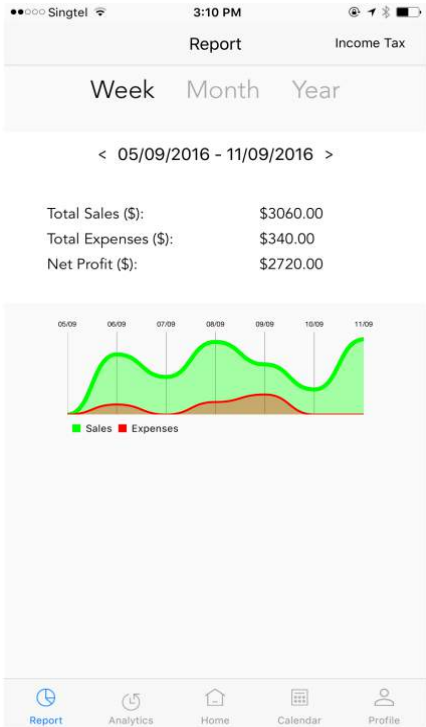 Singtel 3:10 PM
Report Income Tax
Week Month Year
< 05/09/2016 - 11/09/2016 >
Total Sales ($): $3060.00
Total Expenses ($): $340.00
Net Profit ($): $2720.00
05/09 06/09 07/09 08/09 09/09 10/09 11/09
Sales Expenses
Report Analytics Home Calendar Profile